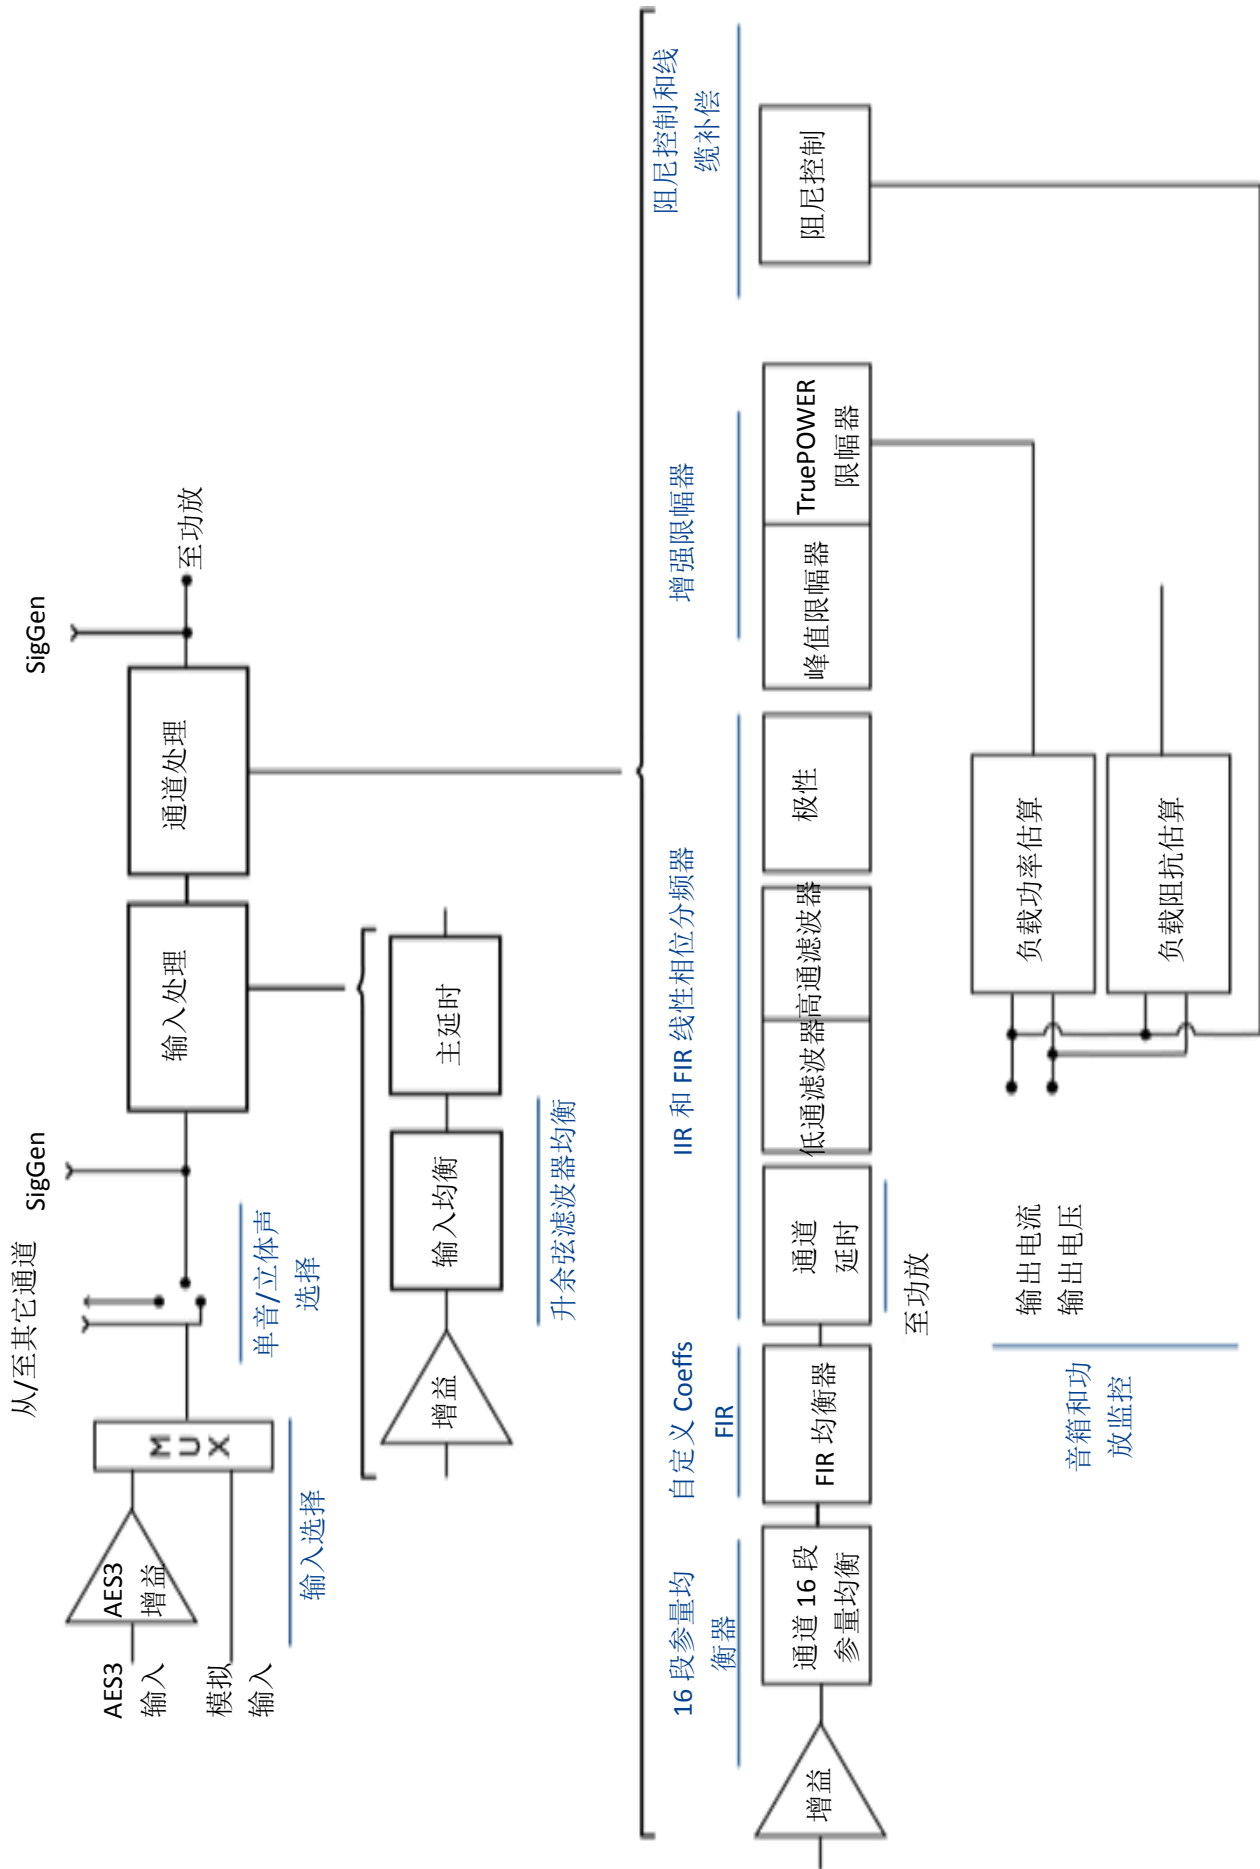 从/至其它通道
SigGen
SigGen
AES3
输入
AES3
增益
MUX
输入处理
通道处理
至功放
模拟
输入
单音/立体声
选择
输入选择
增益
输入均衡
主延时
升余弦滤波器均衡
16 段参量均
衡器
自定义 Coeffs
FIR
IIR 和 FIR 线性相位分频器
增强限幅器
阻尼控制和线
缆补偿
增益
通道 16 段
参量均衡
FIR 均衡器
通道
延时
低通滤波器
高通滤波器
极性
峰值限幅器
TruePOWER
限幅器
阻尼控制
至功放
输出电流
输出电压
负载功率估算
负载阻抗估算
音箱和功
放监控